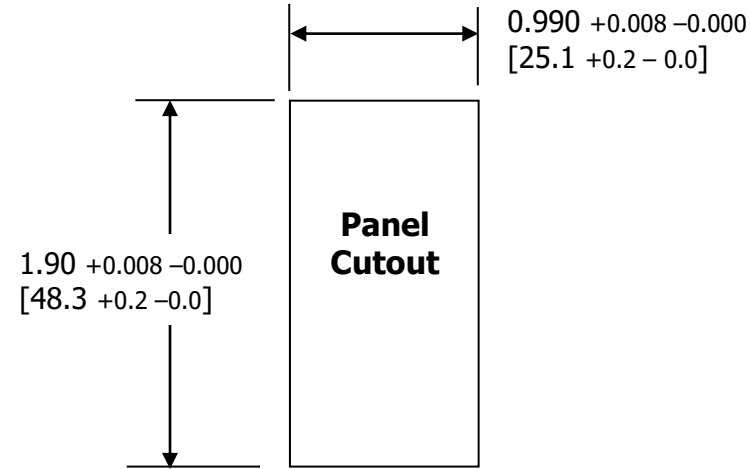 0.990 +0.008 –0.000
[25.1 +0.2 – 0.0]
Panel
Cutout
1.90 +0.008 –0.000
[48.3 +0.2 –0.0]